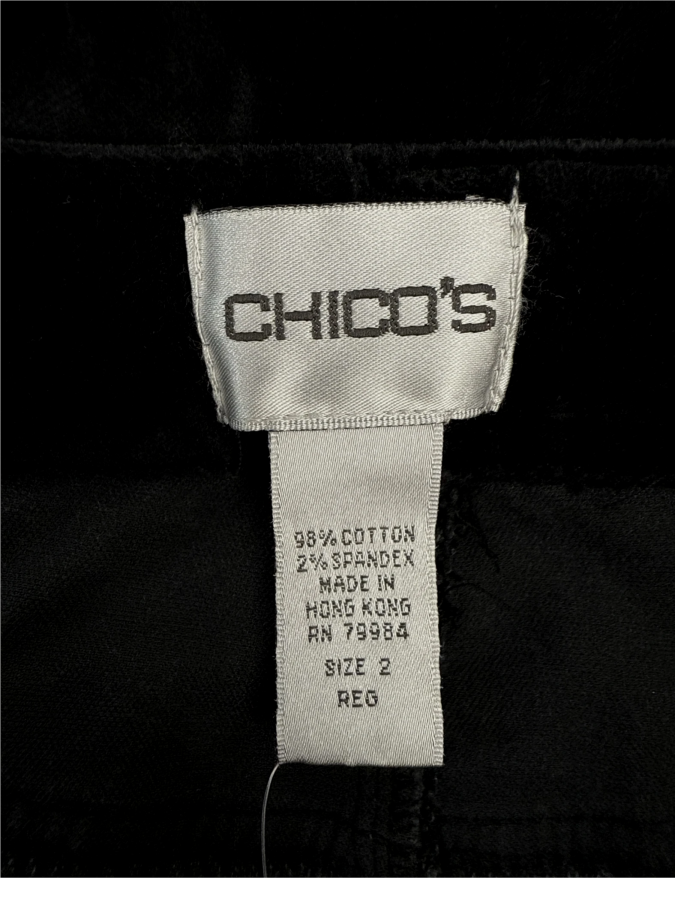 CHICO'S
98% COTTON
2% SPANDEX
MADE IN
HONG KONG
RN 79984
SIZE 2
REG